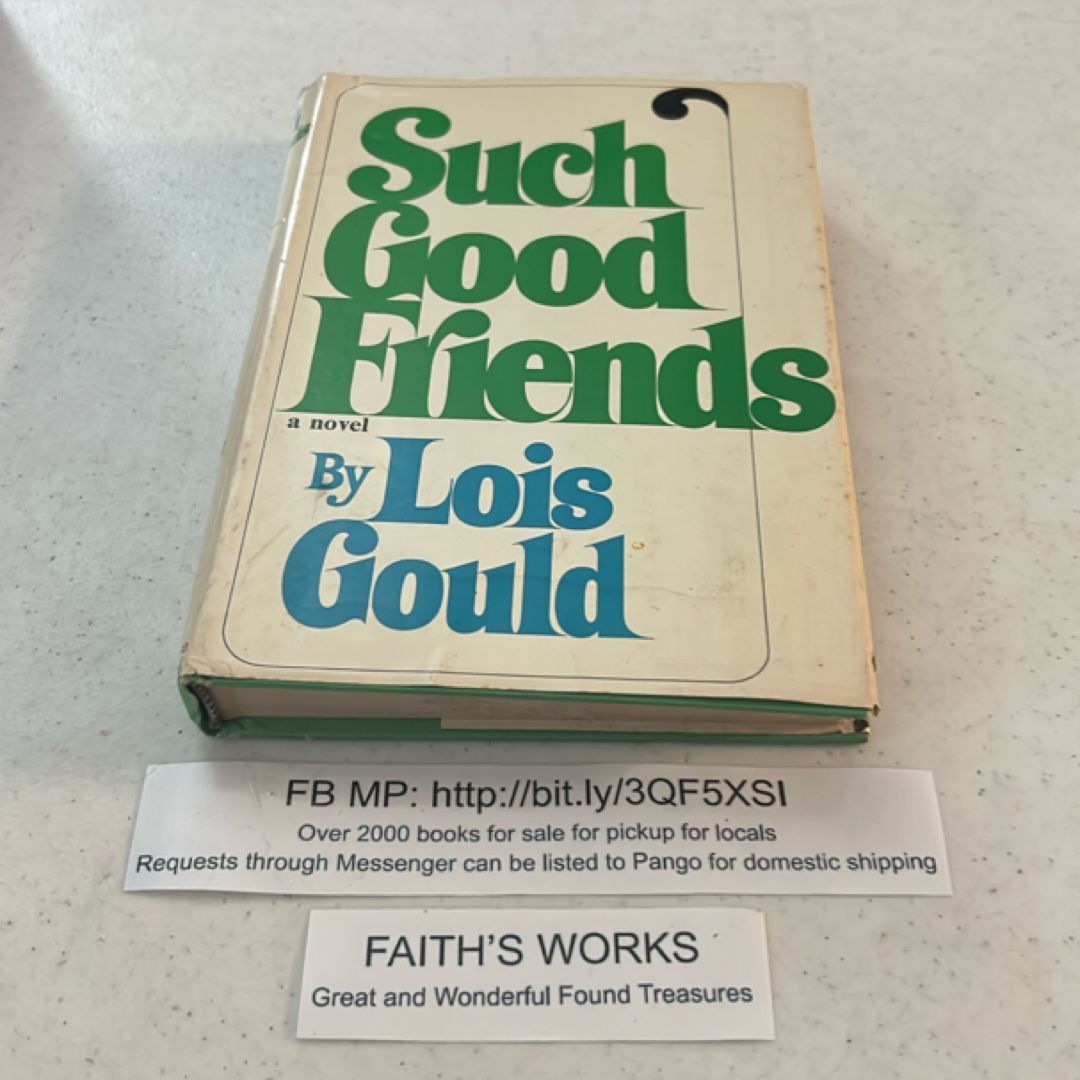 Such
Good
Friends
a novel
By Lois
Gould
FB MP: http://bit.ly/3QF5XSI
Over 2000 books for sale for pickup for locals
Requests through Messenger can be listed to Pango for domestic shipping
FAITH'S WORKS
Great and Wonderful Found Treasures